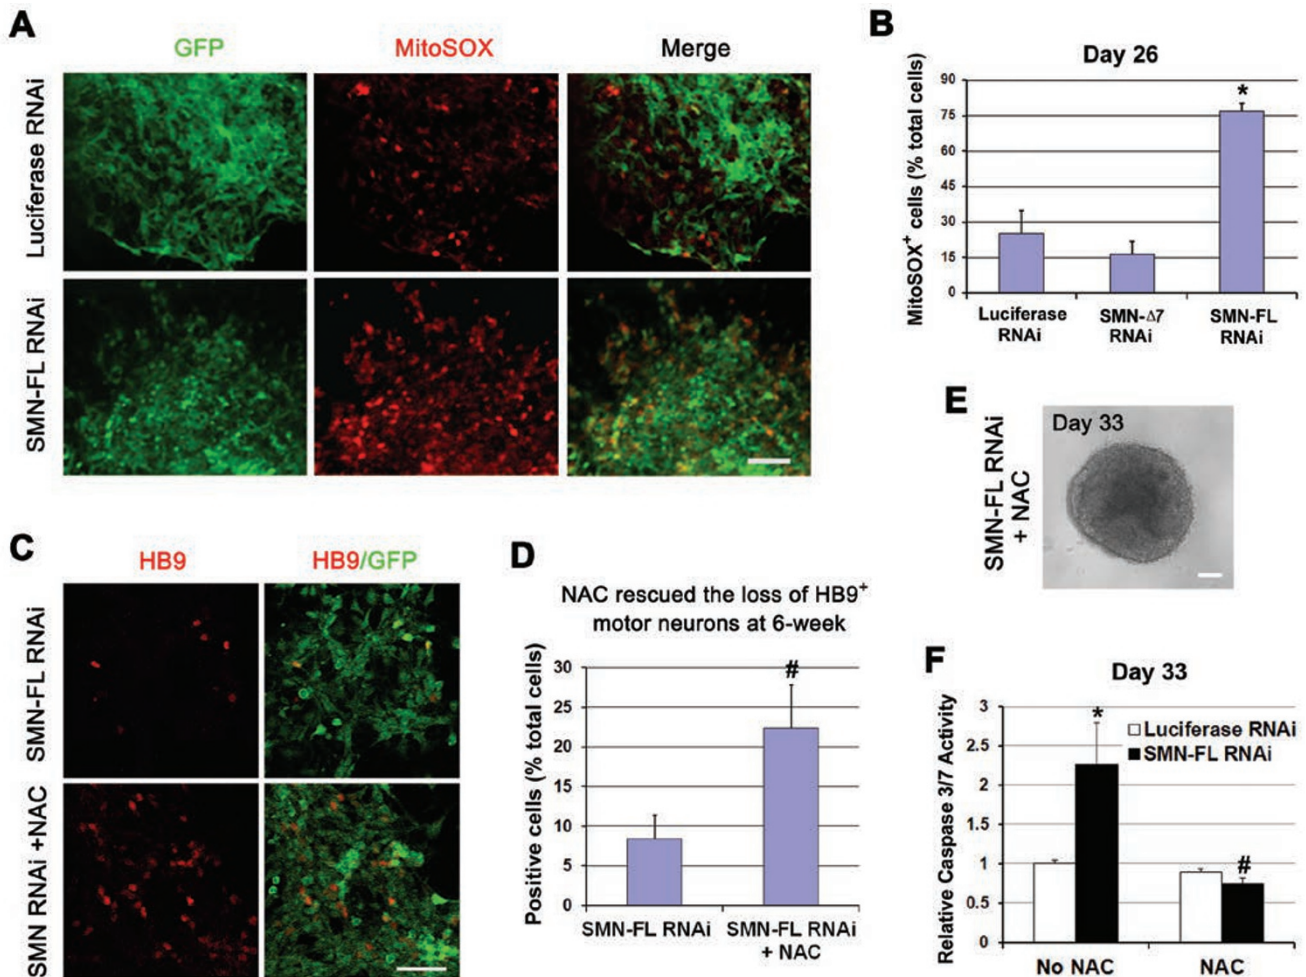 A
GFP
MitoSOX
Merge
Luciferase RNAi
SMN-FL RNAi
B
Day 26
MitoSOX+ cells (% total cells)
90
75
60
45
30
15
0
*
Luciferase
RNAi
SMN-Δ7
RNAi
SMN-FL
RNAi
C
HB9
HB9/GFP
SMN-FL RNAi
SMN RNAi +NAC
D
NAC rescued the loss of HB9+
motor neurons at 6-week
Positive cells (% total cells)
30
25
20
15
10
5
0
#
SMN-FL RNAi
SMN-FL RNAi
+ NAC
E
SMN-FL RNAi
+ NAC
Day 33
F
Day 33
Relative Caspase 3/7 Activity
3
2.5
2
1.5
1
0.5
0
*
#
Luciferase RNAi
SMN-FL RNAi
No NAC
NAC